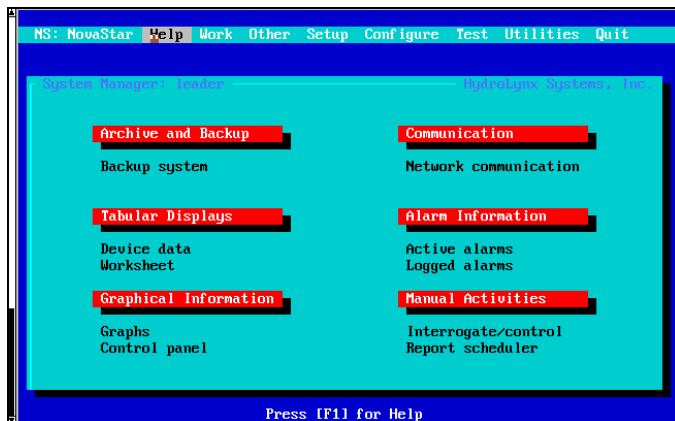 NS: NovaStar Help Work Other Setup Configure Test Utilities Quit
System Manager: leader HydroLynx Systems, Inc.
Archive and Backup Communication
Backup system Network communication
Tabular Displays Alarm Information
Device data Active alarms
Worksheet Logged alarms
Graphical Information Manual Activities
Graphs Interrogate/control
Control panel Report scheduler
Press [F1] for Help